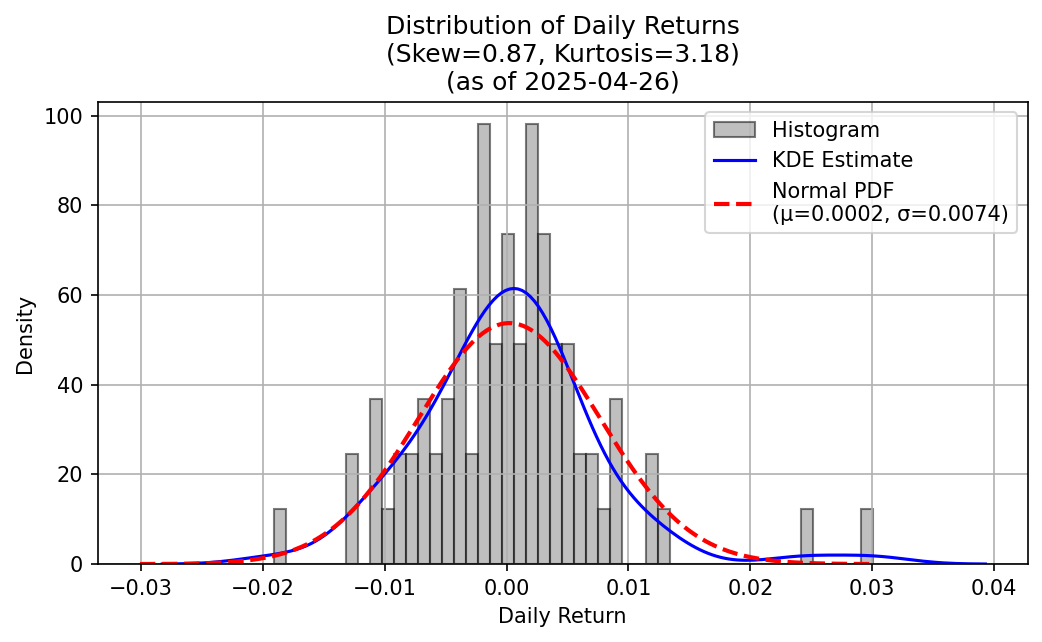 Distribution of Daily Returns
(Skew=0.87, Kurtosis=3.18)
(as of 2025-04-26)
100
80
60
40
20
0
Density
Histogram
KDE Estimate
Normal PDF
(μ=0.0002, σ=0.0074)
−0.03 −0.02 −0.01 0.00 0.01 0.02 0.03 0.04
Daily Return